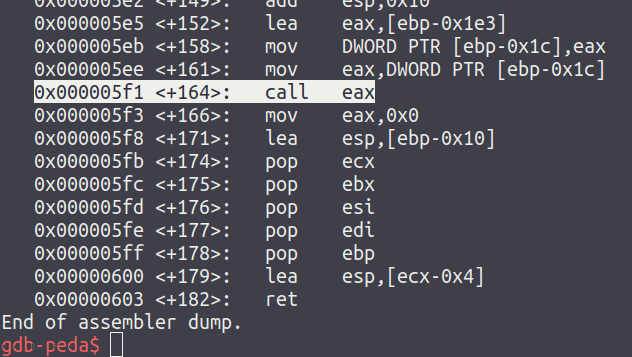 0x000005e2 <+149>: add esp,0x10
0x000005e5 <+152>: lea eax,[ebp-0x1e3]
0x000005eb <+158>: mov DWORD PTR [ebp-0x1c],eax
0x000005ee <+161>: mov eax,DWORD PTR [ebp-0x1c]
0x000005f1 <+164>: call eax
0x000005f3 <+166>: mov eax,0x0
0x000005f8 <+171>: lea esp,[ebp-0x10]
0x000005fb <+174>: pop ecx
0x000005fc <+175>: pop ebx
0x000005fd <+176>: pop esi
0x000005fe <+177>: pop edi
0x000005ff <+178>: pop ebp
0x00000600 <+179>: lea esp,[ecx-0x4]
0x00000603 <+182>: ret
End of assembler dump.
gdb-peda$